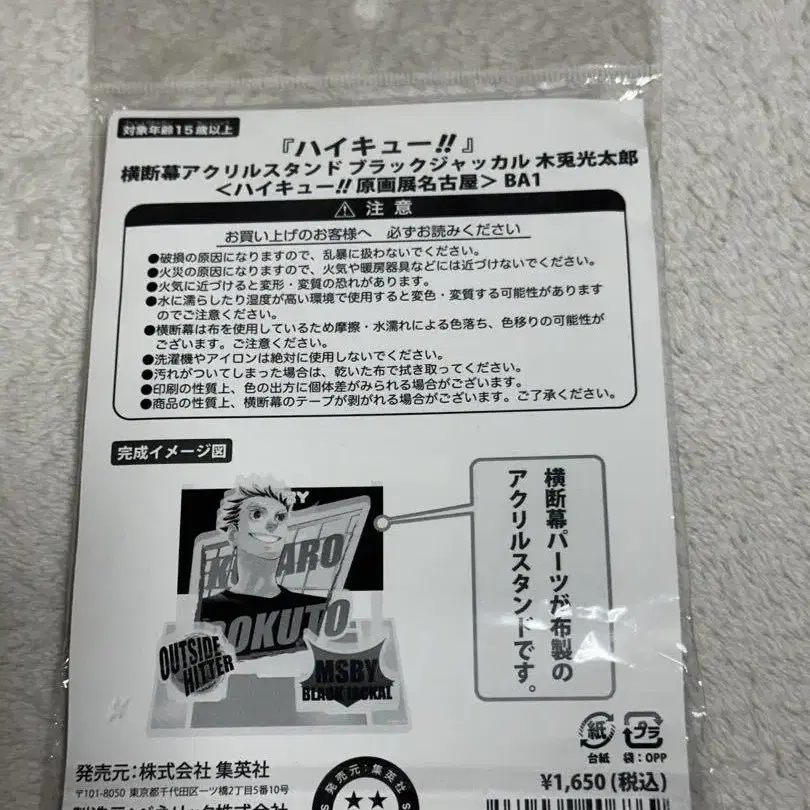 対象年齢15歳以上
『ハイキュー!!』
横断幕アクリルスタンド ブラックジャッカル 木兎光太郎
<ハイキュー!!原画展名古屋> BA1
⚠ 注意
お買い上げのお客様へ 必ずお読みください
●破損の原因になりますので、乱暴に扱わないでください。
●火災の原因になりますので、火気や暖房器具などには近づけないでください。
●火気に近づけると変形・変質の恐れがあります。
●水に濡らしたり湿度が高い環境で使用すると変色・変質する可能性があります
のでご注意ください。
●横断幕は布を使用しているため摩擦・水濡れによる色落ち、色移りの可能性が
ございます。ご注意ください。
●洗濯機やアイロンは絶対に使用しないでください。
●汚れがついてしまった場合は、乾いた布で拭き取ってください。
●印刷の性質上、色の出方に個体差がみられる場合がございます。
●商品の性質上、横断幕のテープが剥がれる場合がございます。ご了承ください。
完成イメージ図
横断幕パーツが布製の
アクリルスタンドです。
OUTSIDE
HITTER
MSBY
BLACK JACKAL
紙
プラ
台紙
袋:OPP
発売元:株式会社 集英社
〒101-8050 東京都千代田区一ツ橋2丁目5番10号
¥1,650(税込)
発売元:集英社